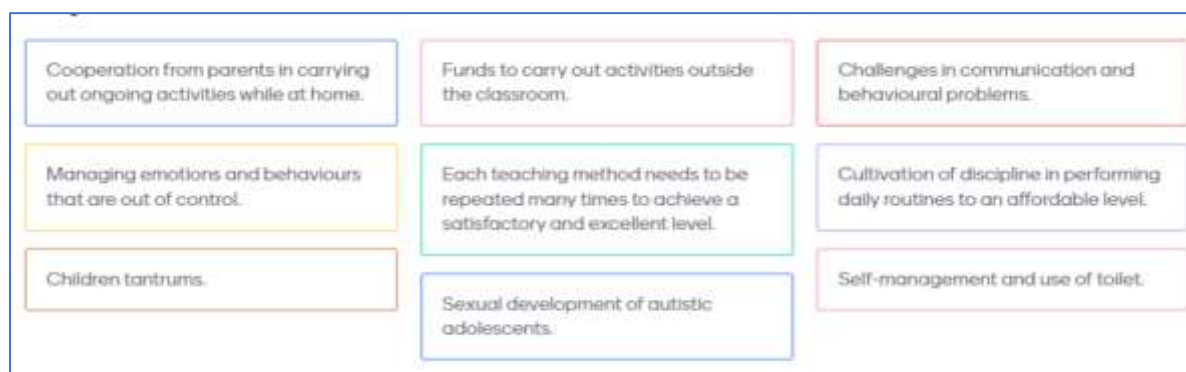 Cooperation from parents in carrying
out ongoing activities while at home.
Funds to carry out activities outside
the classroom.
Challenges in communication and
behavioural problems.
Managing emotions and behaviours
that are out of control.
Each teaching method needs to be
repeated many times to achieve a
satisfactory and excellent level.
Cultivation of discipline in performing
daily routines to an affordable level.
Children tantrums.
Sexual development of autistic
adolescents.
Self-management and use of toilet.